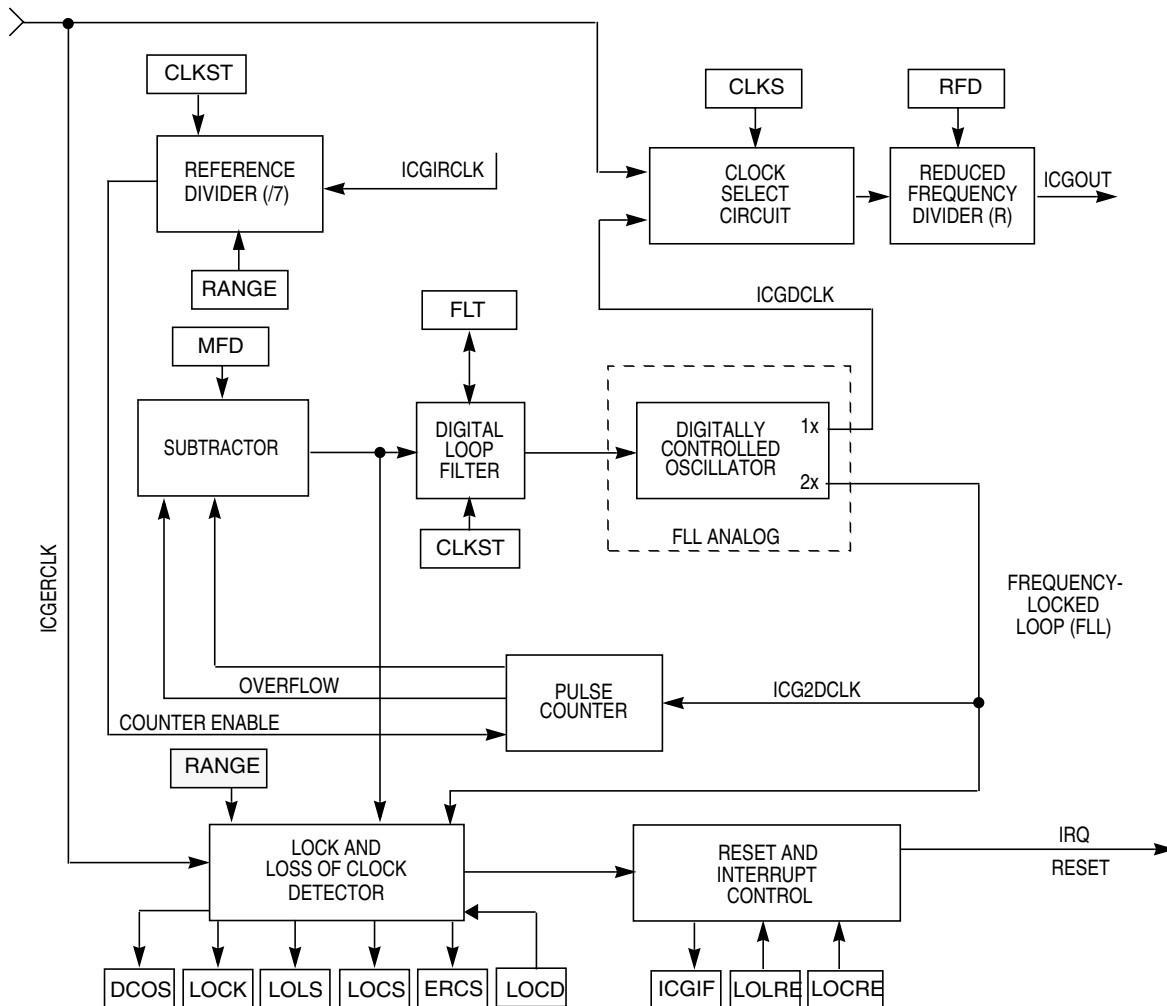 CLKST
CLKS
RFD
REFERENCE
DIVIDER (/7)
ICGIRCLK
CLOCK
SELECT
CIRCUIT
REDUCED
FREQUENCY
DIVIDER (R)
ICGOUT
RANGE
ICGDCLK
FLT
MFD
SUBTRACTOR
DIGITAL
LOOP
FILTER
DIGITALLY
CONTROLLED
OSCILLATOR
1x
2x
FLL ANALOG
CLKST
ICGERCLK
FREQUENCY-
LOCKED
LOOP (FLL)
OVERFLOW
PULSE
COUNTER
ICG2DCLK
COUNTER ENABLE
RANGE
LOCK AND
LOSS OF CLOCK
DETECTOR
RESET AND
INTERRUPT
CONTROL
IRQ
RESET
DCOS
LOCK
LOLS
LOCS
ERCS
LOCD
ICGIF
LOLRE
LOCRE